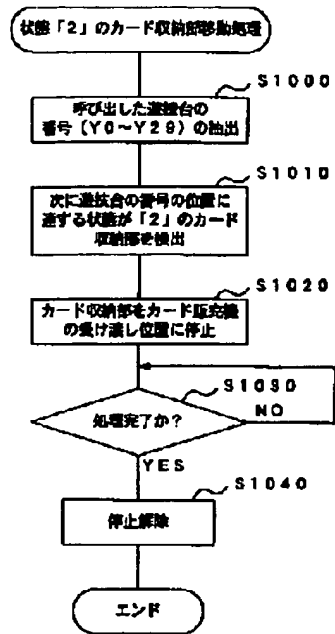 状態「2」のカード収納部移動処理
S1000
呼び出した遊技台の
番号（Y0～Y29）の抽出
S1010
次に遊技台の番号の位置に
達する状態が「2」のカード
収納部を検出
S1020
カード収納部をカード販売機
の受け渡し位置に停止
S1030
処理完了か？
NO
YES
S1040
停止解除
エンド